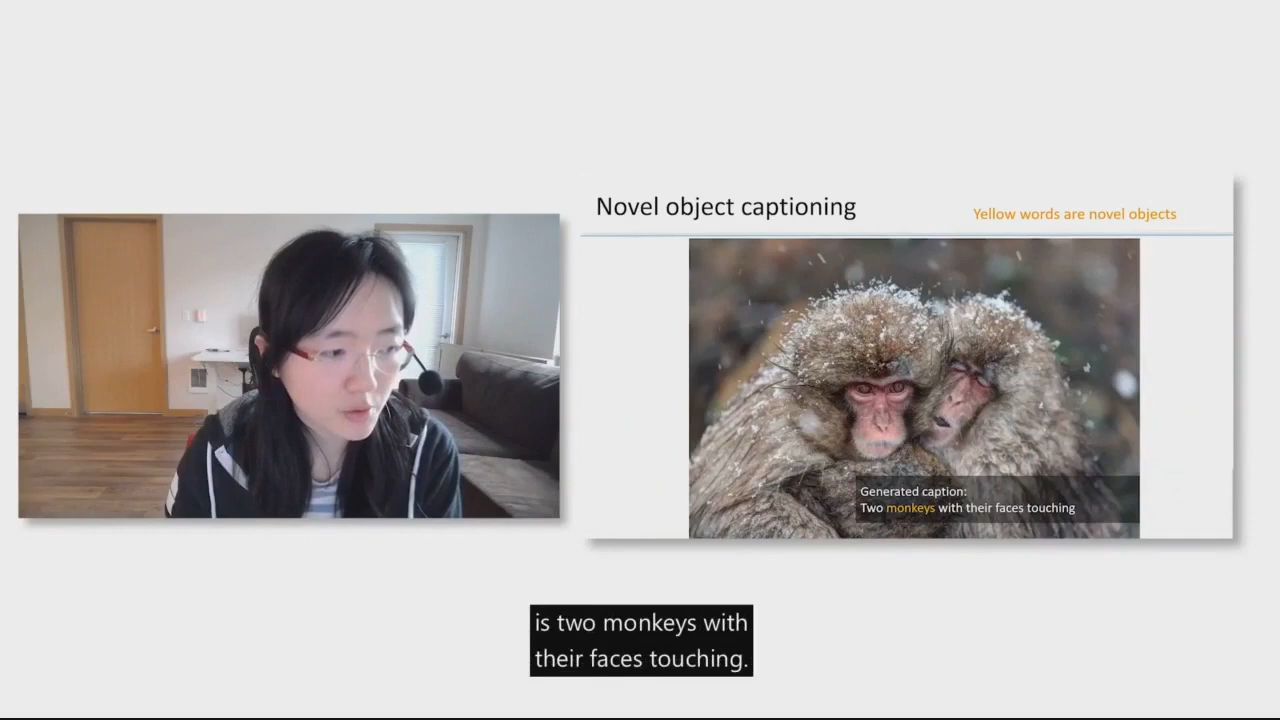 Novel object captioning
Yellow words are novel objects
Generated caption:
Two monkeys with their faces touching
is two monkeys with
their faces touching.